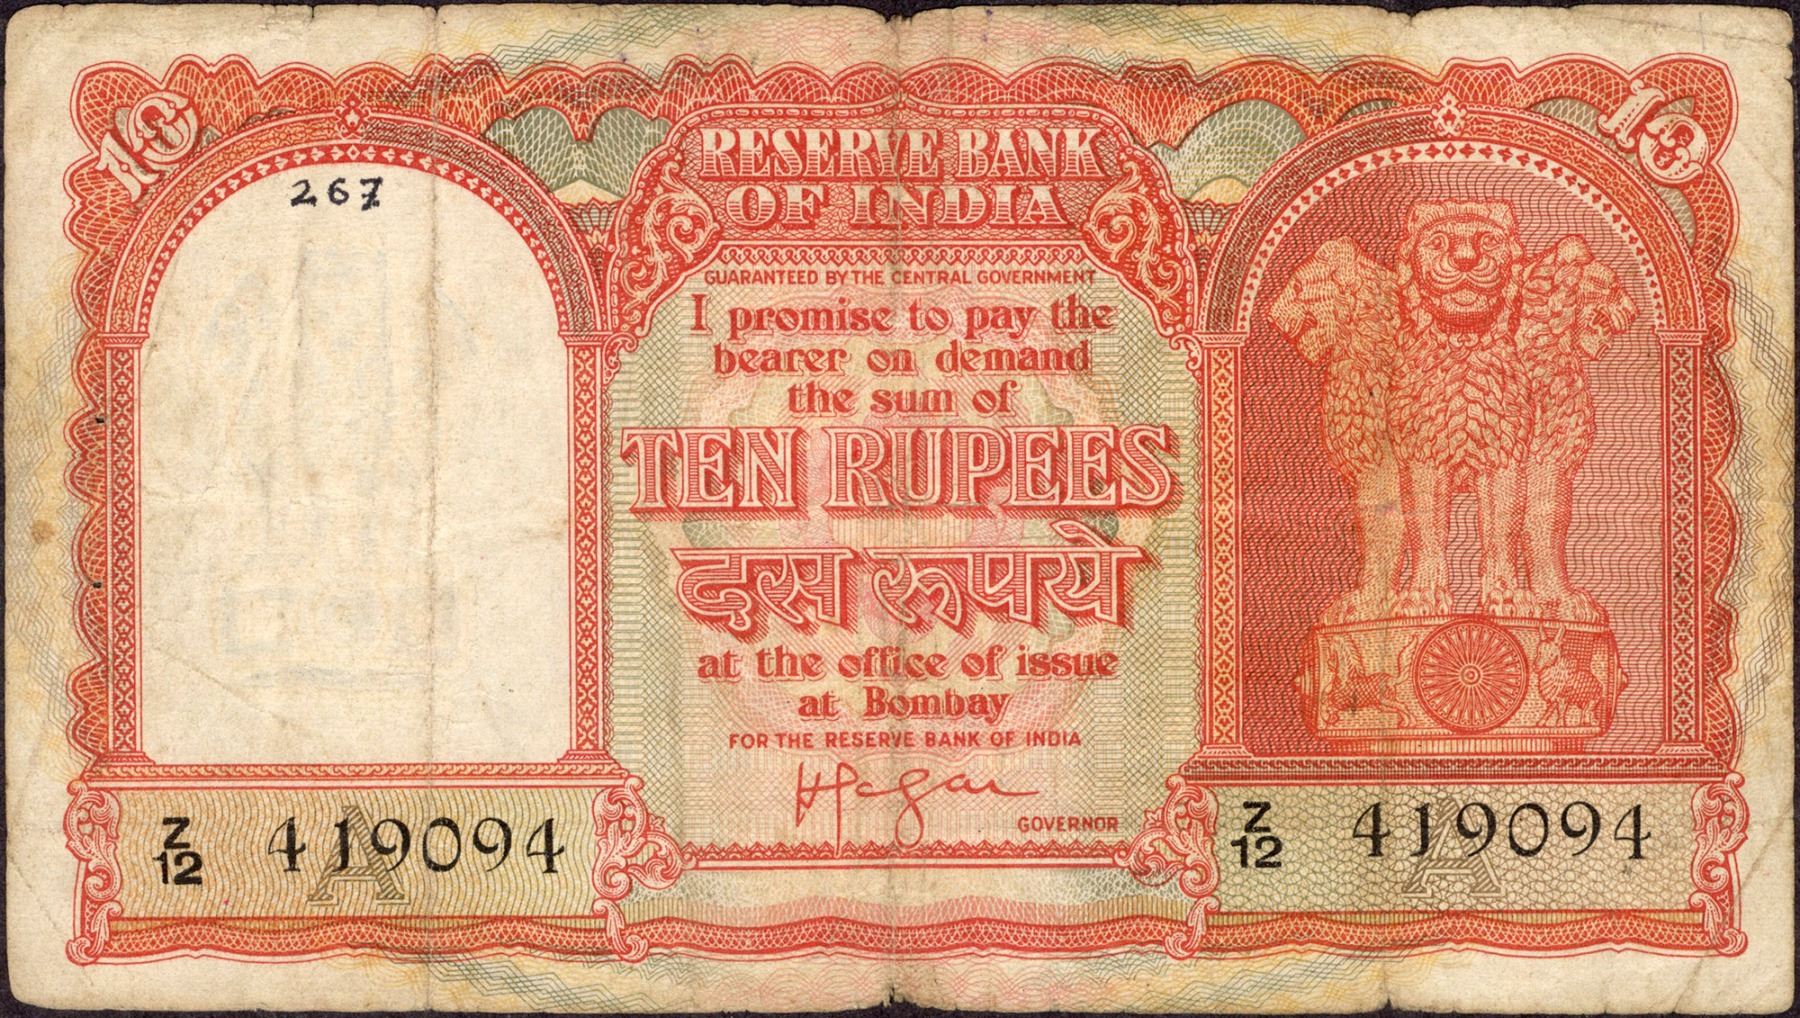 10
10
267
RESERVE BANK
OF INDIA
GUARANTEED BY THE CENTRAL GOVERNMENT
I promise to pay the
bearer on demand
the sum of
TEN RUPEES
दस रूपये
at the office of issue
at Bombay
FOR THE RESERVE BANK OF INDIA
GOVERNOR
Z/12 419094
A
Z/12 419094
A